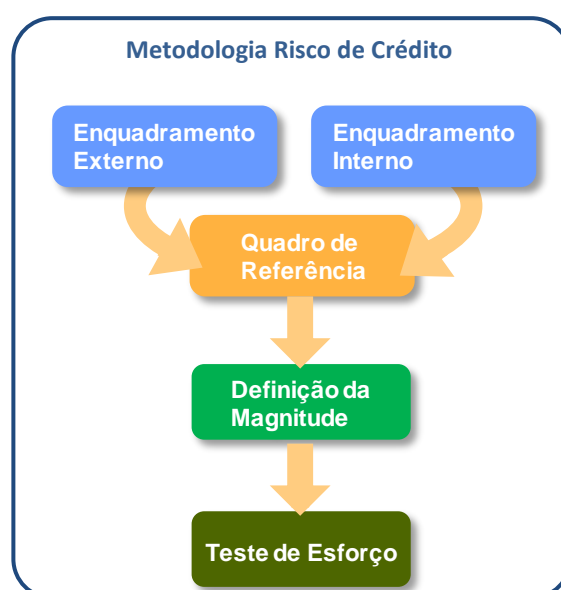 Metodologia Risco de Crédito
Enquadramento
Externo
Enquadramento
Interno
Quadro de
Referência
Definição da
Magnitude
Teste de Esforço